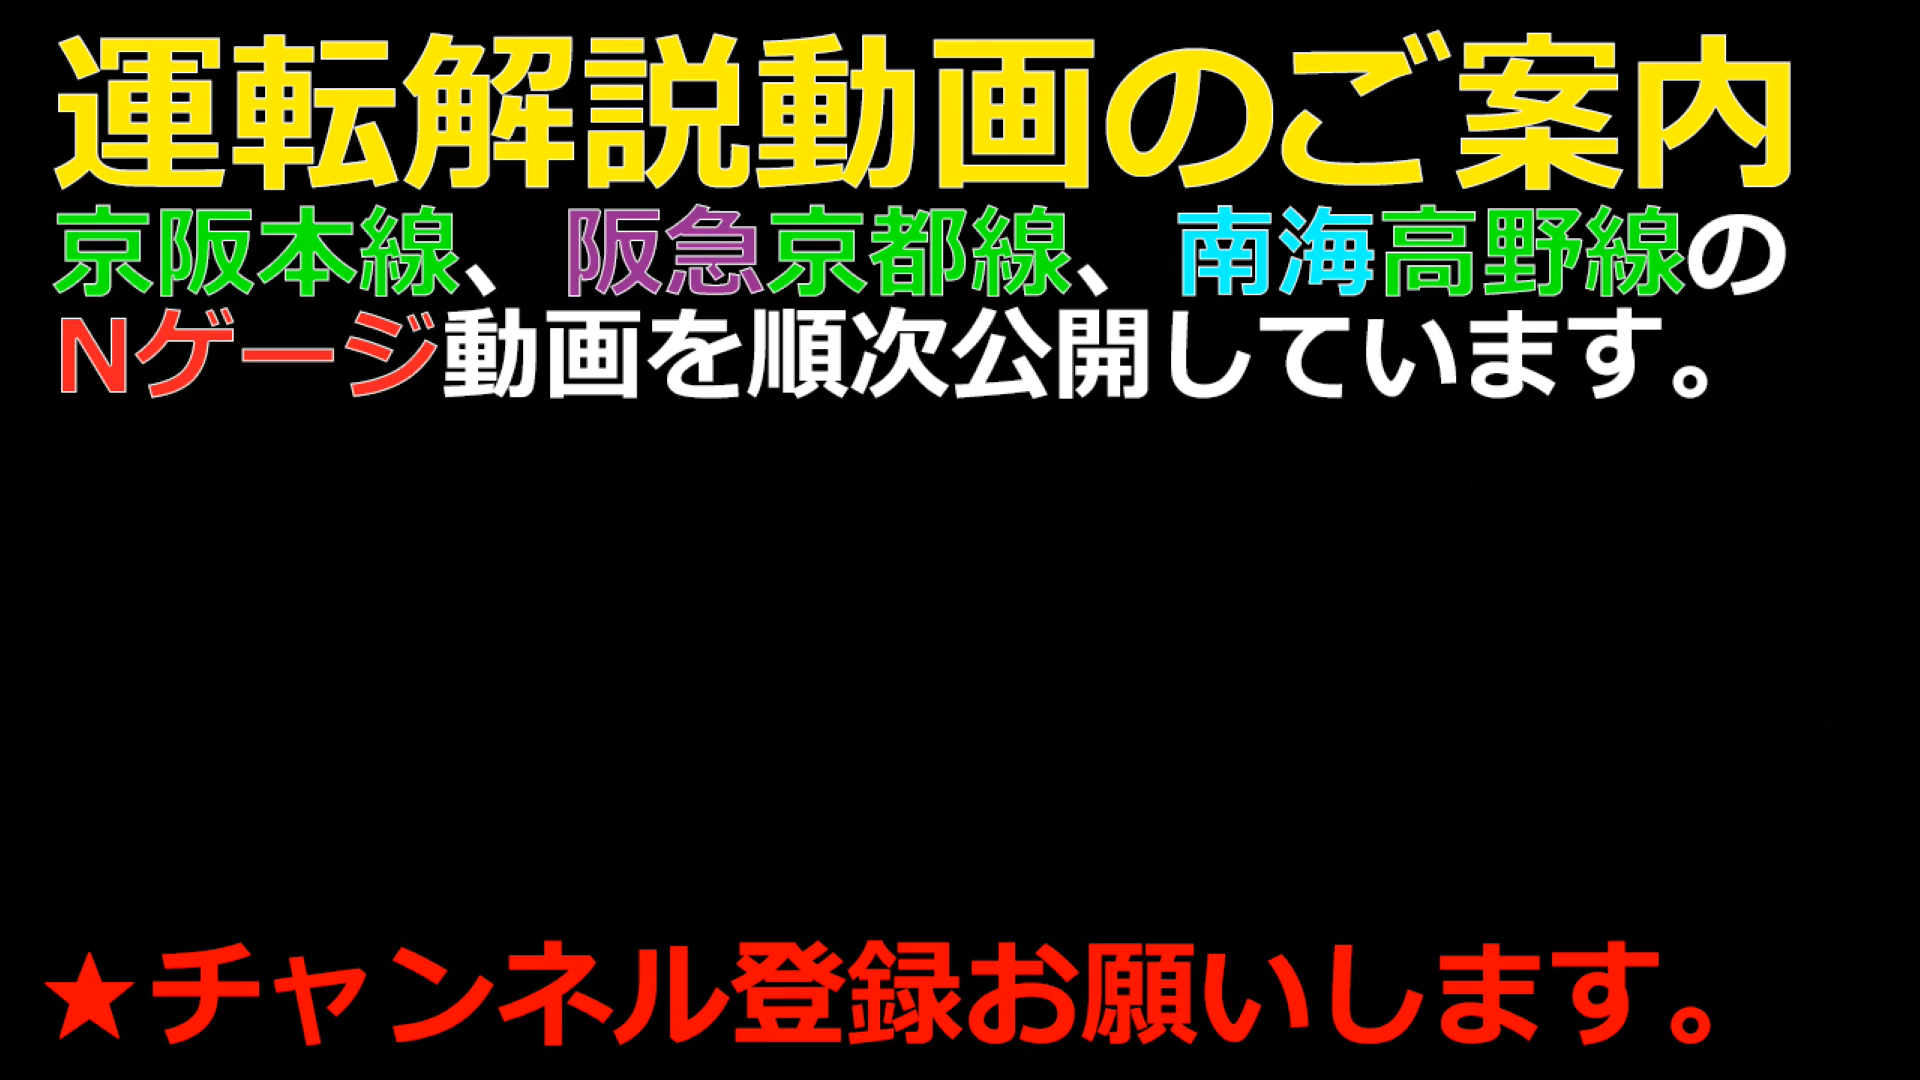 運転解説動画のご案内
京阪本線、阪急京都線、南海高野線の
Nゲージ動画を順次公開しています。
★チャンネル登録お願いします。